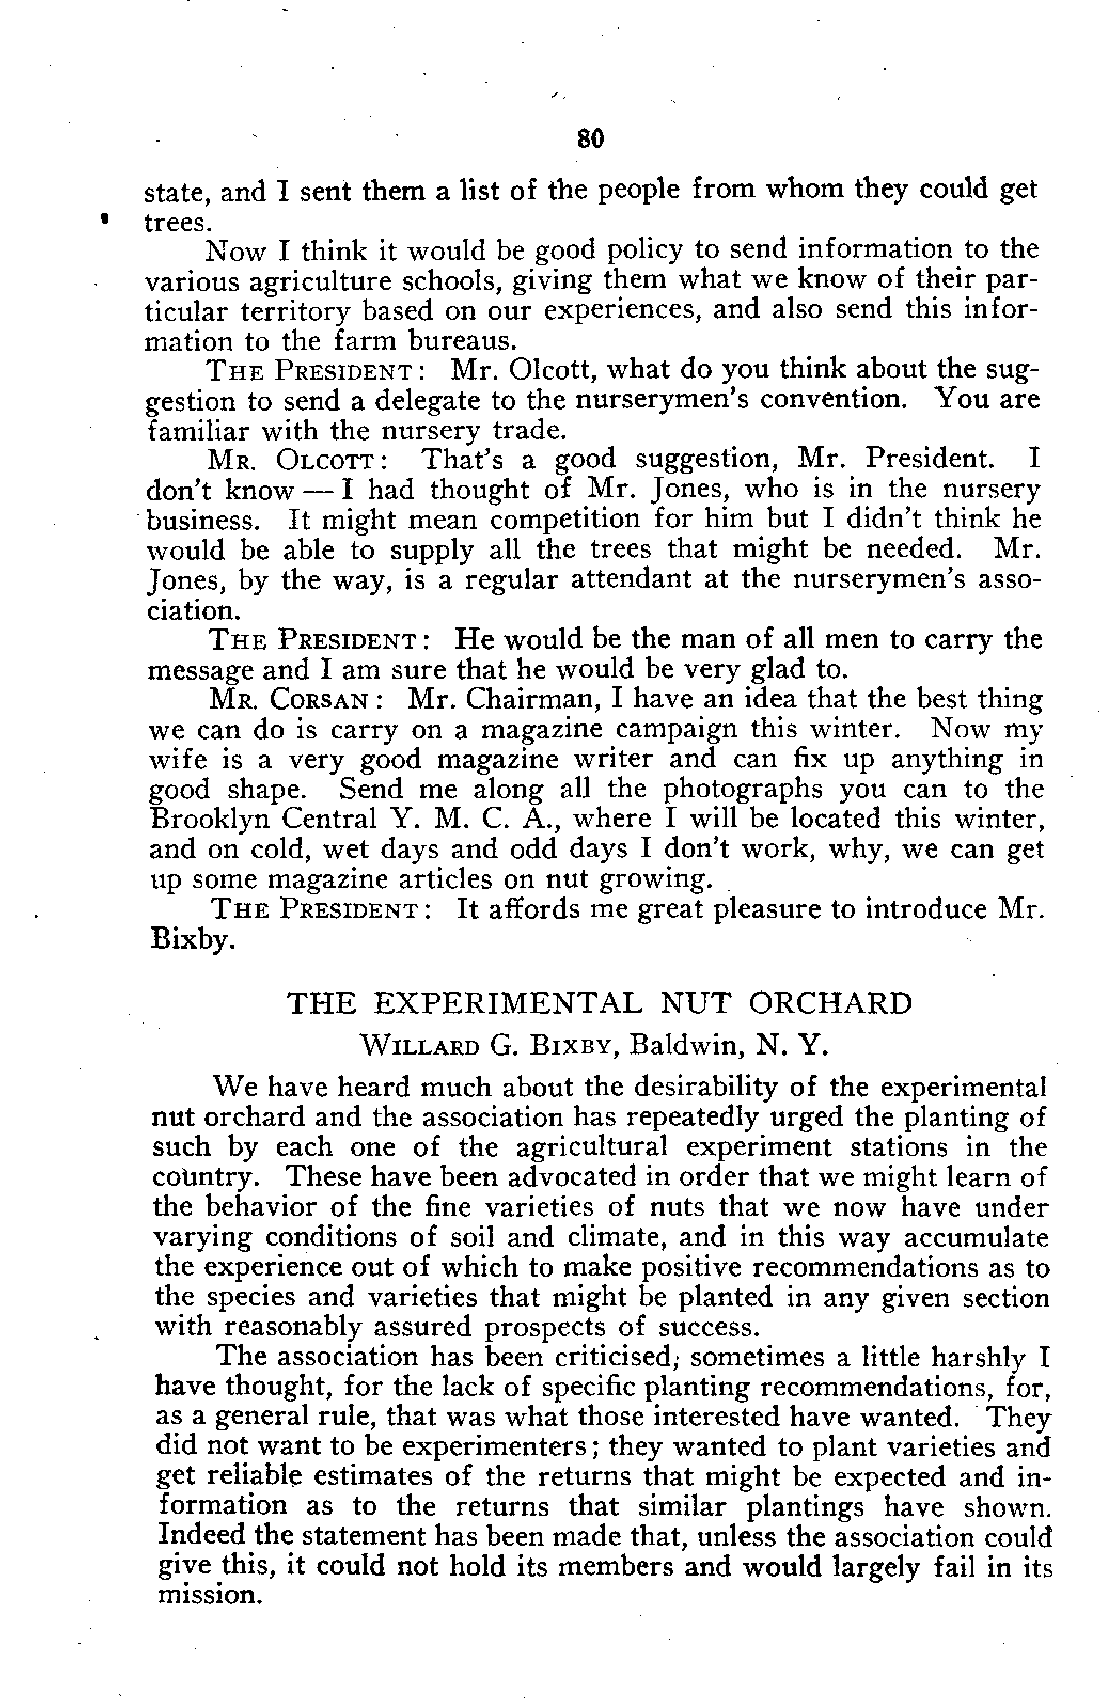 80
state, and I sent them a list of the people from whom they could get
trees.
Now I think it would be good policy to send information to the
various agriculture schools, giving them what we know of their par-
ticular territory based on our experiences, and also send this infor-
mation to the farm bureaus.
THE PRESIDENT: Mr. Olcott, what do you think about the sug-
gestion to send a delegate to the nurserymen's convention. You are
familiar with the nursery trade.
MR. OLCOTT: That's a good suggestion, Mr. President. I
don't know — I had thought of Mr. Jones, who is in the nursery
business. It might mean competition for him but I didn't think he
would be able to supply all the trees that might be needed. Mr.
Jones, by the way, is a regular attendant at the nurserymen's asso-
ciation.
THE PRESIDENT: He would be the man of all men to carry the
message and I am sure that he would be very glad to.
MR. CORSAN: Mr. Chairman, I have an idea that the best thing
we can do is carry on a magazine campaign this winter. Now my
wife is a very good magazine writer and can fix up anything in
good shape. Send me along all the photographs you can to the
Brooklyn Central Y. M. C. A., where I will be located this winter,
and on cold, wet days and odd days I don't work, why, we can get
up some magazine articles on nut growing.
THE PRESIDENT: It affords me great pleasure to introduce Mr.
Bixby.
THE EXPERIMENTAL NUT ORCHARD
WILLARD G. BIXBY, Baldwin, N. Y.
We have heard much about the desirability of the experimental
nut orchard and the association has repeatedly urged the planting of
such by each one of the agricultural experiment stations in the
country. These have been advocated in order that we might learn of
the behavior of the fine varieties of nuts that we now have under
varying conditions of soil and climate, and in this way accumulate
the experience out of which to make positive recommendations as to
the species and varieties that might be planted in any given section
with reasonably assured prospects of success.
The association has been criticised, sometimes a little harshly I
have thought, for the lack of specific planting recommendations, for,
as a general rule, that was what those interested have wanted. They
did not want to be experimenters; they wanted to plant varieties and
get reliable estimates of the returns that might be expected and in-
formation as to the returns that similar plantings have shown.
Indeed the statement has been made that, unless the association could
give this, it could not hold its members and would largely fail in its
mission.